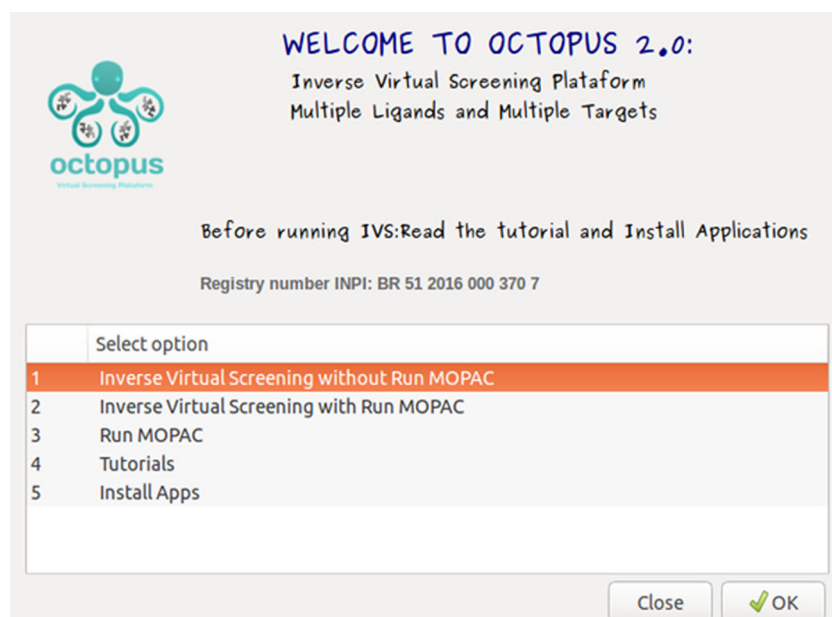 WELCOME TO OCTOPUS 2.0:
Inverse Virtual Screening Plataform
Multiple Ligands and Multiple Targets
octopus
Virtual Screening Plataform
Before running IVS:Read the tutorial and Install Applications
Registry number INPI: BR 51 2016 000 370 7
Select option
1 Inverse Virtual Screening without Run MOPAC
2 Inverse Virtual Screening with Run MOPAC
3 Run MOPAC
4 Tutorials
5 Install Apps
Close OK